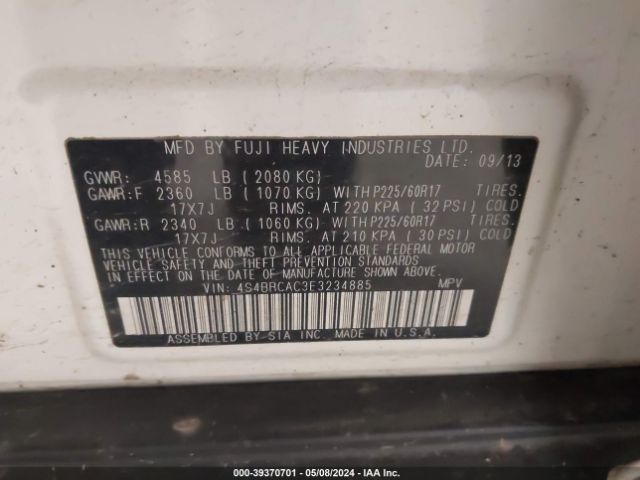 MFD BY FUJI HEAVY INDUSTRIES LTD.
DATE: 09/13
GVWR: 4585 LB (2080 KG)
GAWR:F 2360 LB (1070 KG) WITH P225/60R17 TIRES.
17X7J RIMS. AT 220 KPA (32 PSI) COLD
GAWR:R 2340 LB (1060 KG) WITH P225/60R17 TIRES.
17X7J RIMS. AT 210 KPA (30 PSI) COLD
THIS VEHICLE CONFORMS TO ALL APPLICABLE FEDERAL MOTOR
VEHICLE SAFETY AND THEFT PREVENTION STANDARDS
IN EFFECT ON THE DATE OF MANUFACTURE SHOWN ABOVE.
VIN: 4S4BRCAC3E3234885 MPV
ASSEMBLED BY SIA INC. MADE IN U.S.A.
000-39370701 - 05/08/2024 - IAA Inc.